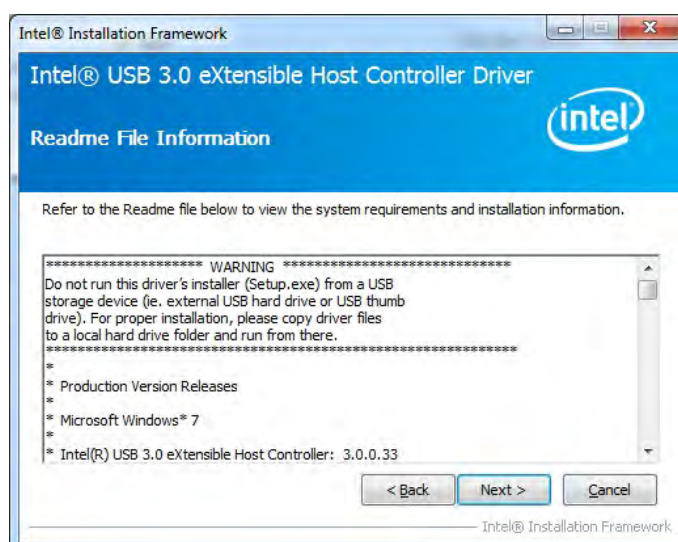 Intel® Installation Framework
Intel® USB 3.0 eXtensible Host Controller Driver
intel
Readme File Information
Refer to the Readme file below to view the system requirements and installation information.
******************** WARNING *****************************
Do not run this driver's installer (Setup.exe) from a USB
storage device (ie. external USB hard drive or USB thumb
drive). For proper installation, please copy driver files
to a local hard drive folder and run from there.
************************************************************
*
* Production Version Releases
*
* Microsoft Windows* 7
*
* Intel(R) USB 3.0 eXtensible Host Controller: 3.0.0.33
< Back Next > Cancel
Intel® Installation Framework